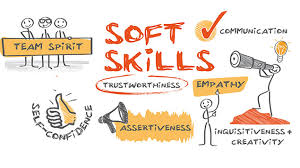 SOFT
SKILLS
COMMUNICATION
TEAM SPIRIT
TRUSTWORTHINESS
EMPATHY
SELF-CONFIDENCE
ASSERTIVENESS
INQUISITIVENESS +
CREATIVITY